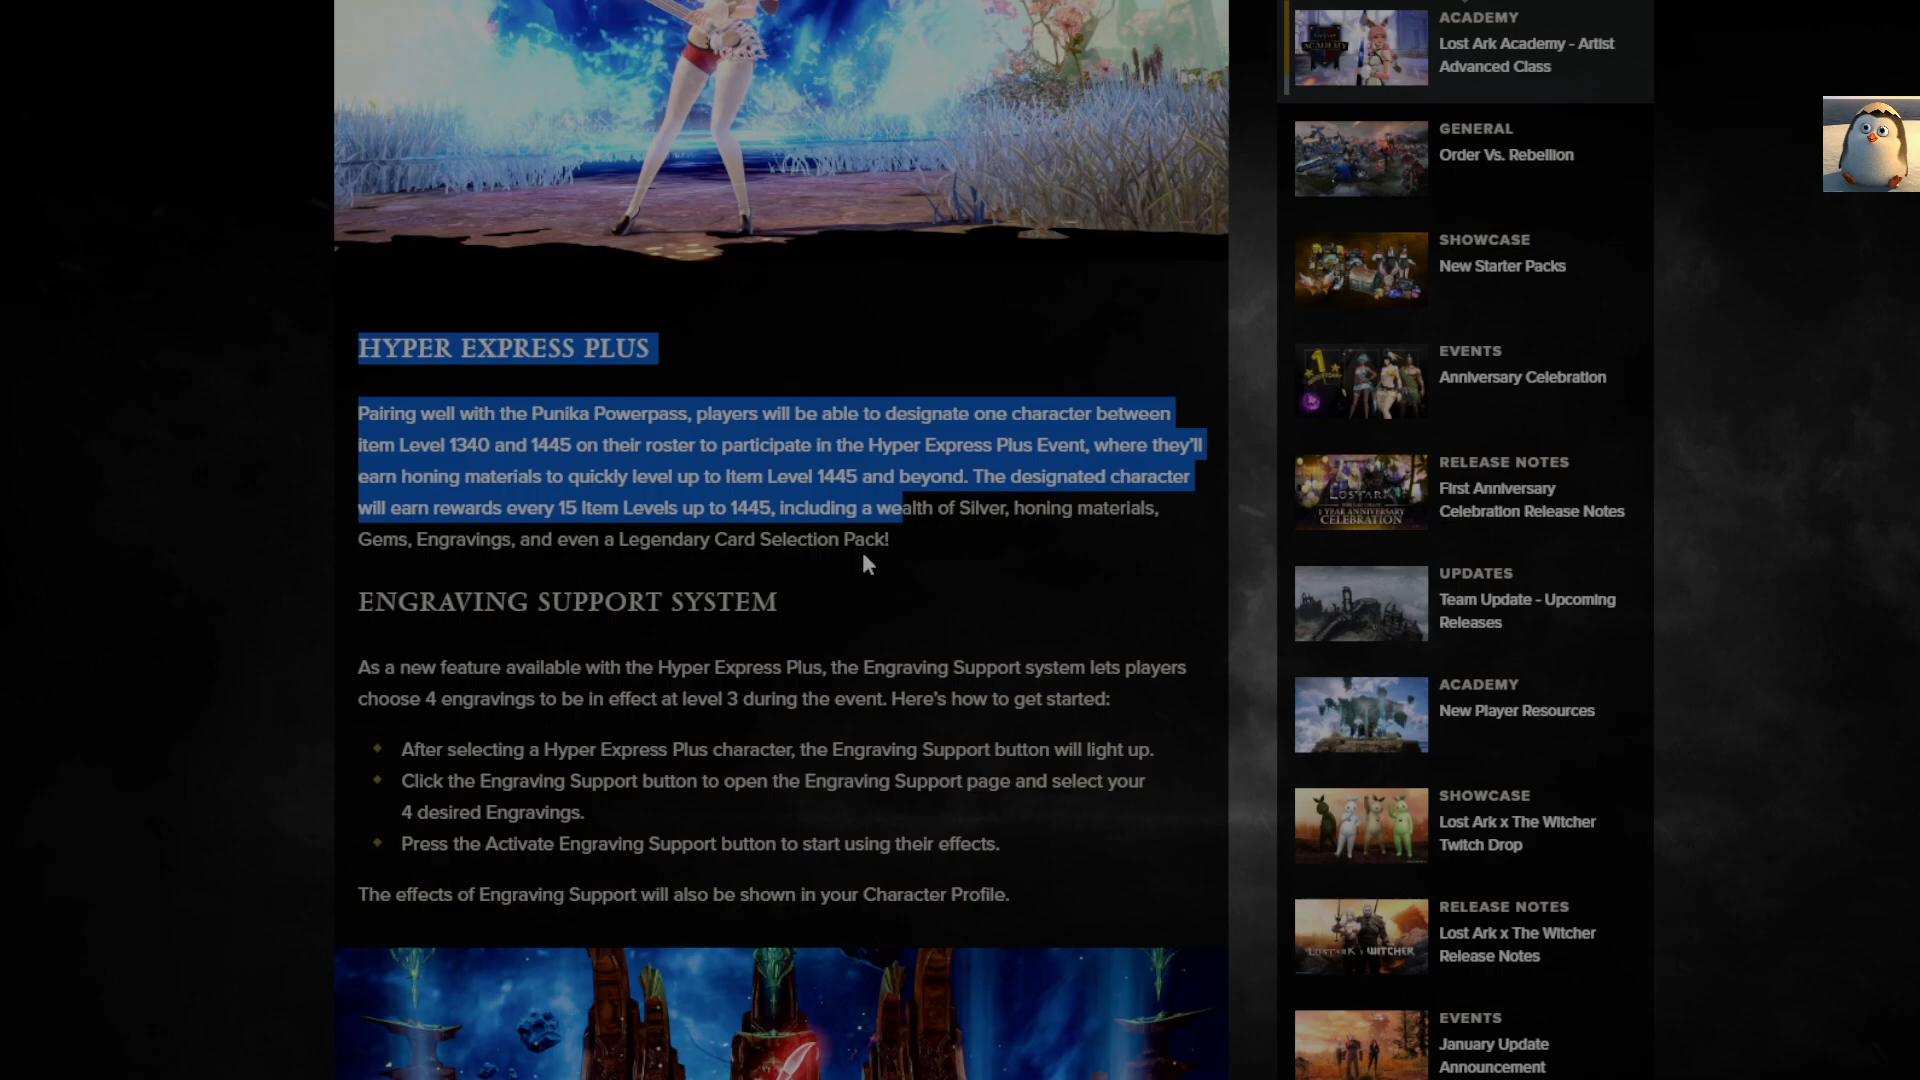 HYPER EXPRESS PLUS
Pairing well with the Punika Powerpass, players will be able to designate one character between
item Level 1340 and 1445 on their roster to participate in the Hyper Express Plus Event, where they'll
earn honing materials to quickly level up to Item Level 1445 and beyond. The designated character
will earn rewards every 15 Item Levels up to 1445, including a wealth of Silver, honing materials,
Gems, Engravings, and even a Legendary Card Selection Pack!
ENGRAVING SUPPORT SYSTEM
As a new feature available with the Hyper Express Plus, the Engraving Support system lets players
choose 4 engravings to be in effect at level 3 during the event. Here's how to get started:
After selecting a Hyper Express Plus character, the Engraving Support button will light up.
Click the Engraving Support button to open the Engraving Support page and select your
4 desired Engravings.
Press the Activate Engraving Support button to start using their effects.
The effects of Engraving Support will also be shown in your Character Profile.
ACADEMY
Lost Ark Academy - Artist
Advanced Class
GENERAL
Order Vs. Rebellion
SHOWCASE
New Starter Packs
EVENTS
Anniversary Celebration
RELEASE NOTES
First Anniversary
Celebration Release Notes
LOST ARK
1 YEAR ANNIVERSARY
CELEBRATION
UPDATES
Team Update - Upcoming
Releases
ACADEMY
New Player Resources
SHOWCASE
Lost Ark x The Witcher
Twitch Drop
RELEASE NOTES
Lost Ark x The Witcher
Release Notes
LOST ARK WITCHER
EVENTS
January Update
Announcement